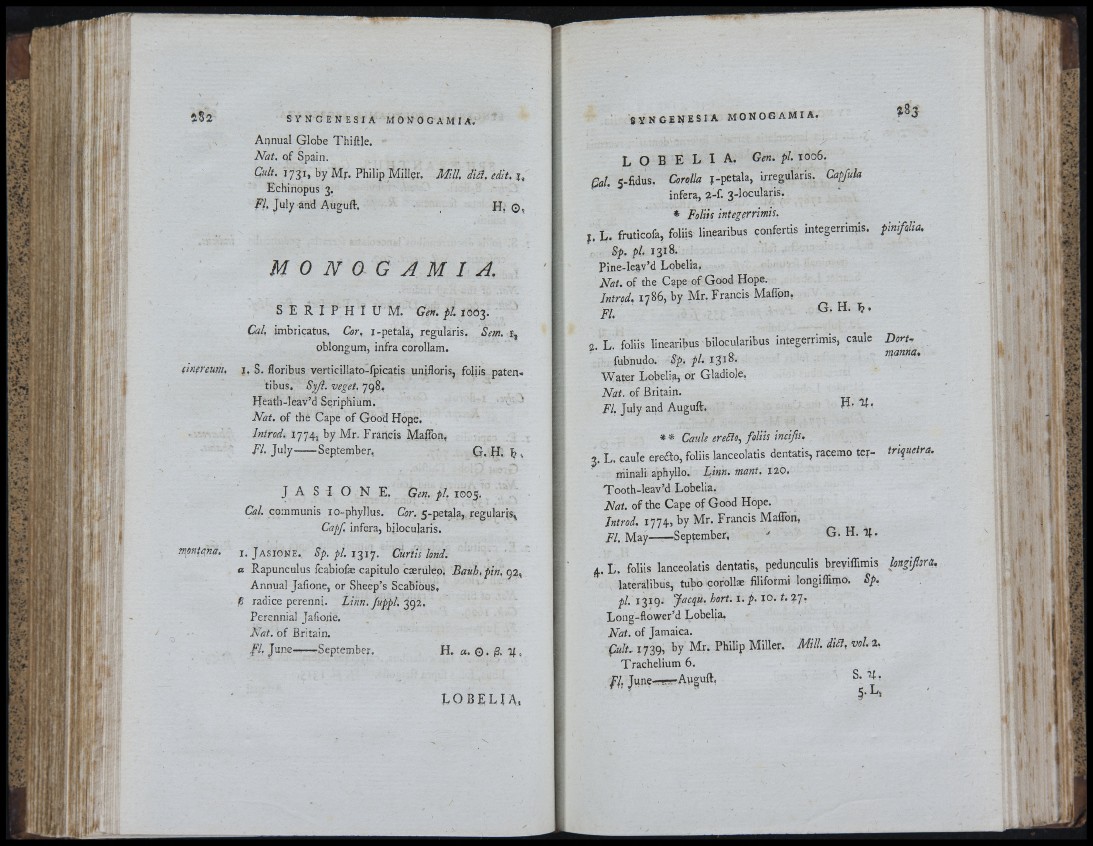 282 SYNGENESIA MONOGAMIA.
Annual Globe Thiſtle.
Nat. of Spain.
Cult. 1731, by Mr. Philip Miller. Mill. dict. edit. 1.
Echinopus 3.
Fl. July and Auguſt. H. ☉.
MONOGAMIA.
SERIPHIUM. Gen. pl. 1003.
Cal. imbricatus. Cor. 1-petala, regularis. Sem. 1,
oblongum, infra corollam.
cinereum. 1. S. floribus verticillato-ſpicatis unifloris, foliis paten-
tibus. Syſt. veget. 798.
Heath-leav'd Seriphium.
Nat. of the Cape of Good Hope.
Introd. 1774, by Mr. Francis Maſſon.
Fl. July——September. G. H. ♄.
JASIONE. Gen. pl. 1005.
Cal. communis 10-phyllus. Cor. 5-petala, regularis.
Capſ. infera, bilocularis.
montana. 1. JASIONE. Sp. pl. 1317. Curtis lond.
α Rapunculus ſcabioſæ capitulo cæruleo. Bauh. pin. 92.
Annual Jaſione, or Sheep's Scabious.
β radice perenni. Linn. ſuppl. 392.
Perennial Jaſione.
Nat. of Britain.
Fl. June——September. H. α. ☉. β. ♃.
LOBELIA.
SYNGENESIA MONOGAMIA. 283
LOBELIA. Gen. pl. 1006.
Cal. 5-fidus. Corolla 1-petala, irregularis. Capſula
infera, 2-ſ. 3-locularis.
* Foliis integerrimis.
1. L. fruticoſa, foliis linearibus confertis integerrimis. pinifolia.
Sp. pl. 1318.
Pine-leav'd Lobelia.
Nat. of the Cape of Good Hope.
Introd. 1786, by Mr. Francis Maſſon.
Fl. G. H. ♄.
2. L. foliis linearibus bilocularibus integerrimis, caule Dort-
ſubnudo. Sp. pl. 1318. manna.
Water Lobelia, or Gladiole.
Nat. of Britain.
Fl. July and Auguſt. H. ♃.
** Caule erecto, foliis inciſis.
3. L. caule erecto, foliis lanceolatis dentatis, racemo ter- triquetra.
minali aphyllo. Linn. mant. 120.
Tooth-leav'd Lobelia.
Nat. of the Cape of Good Hope.
Introd. 1774, by Mr. Francis Maſſon.
Fl. May——September. G. H. ♃.
4. L. foliis lanceolatis dentatis, pedunculis breviſſimis longiflora.
lateralibus, tubo corollæ filiformi longiſſimo. Sp.
pl. 1319. Jacqu. hort. 1. p. 10. t. 27.
Long-flower'd Lobelia.
Nat. of Jamaica.
Cult. 1739, by Mr. Philip Miller. Mill. dict. vol. 2.
Trachelium 6.
Fl. June——Auguſt. S. ♃.
5. L.